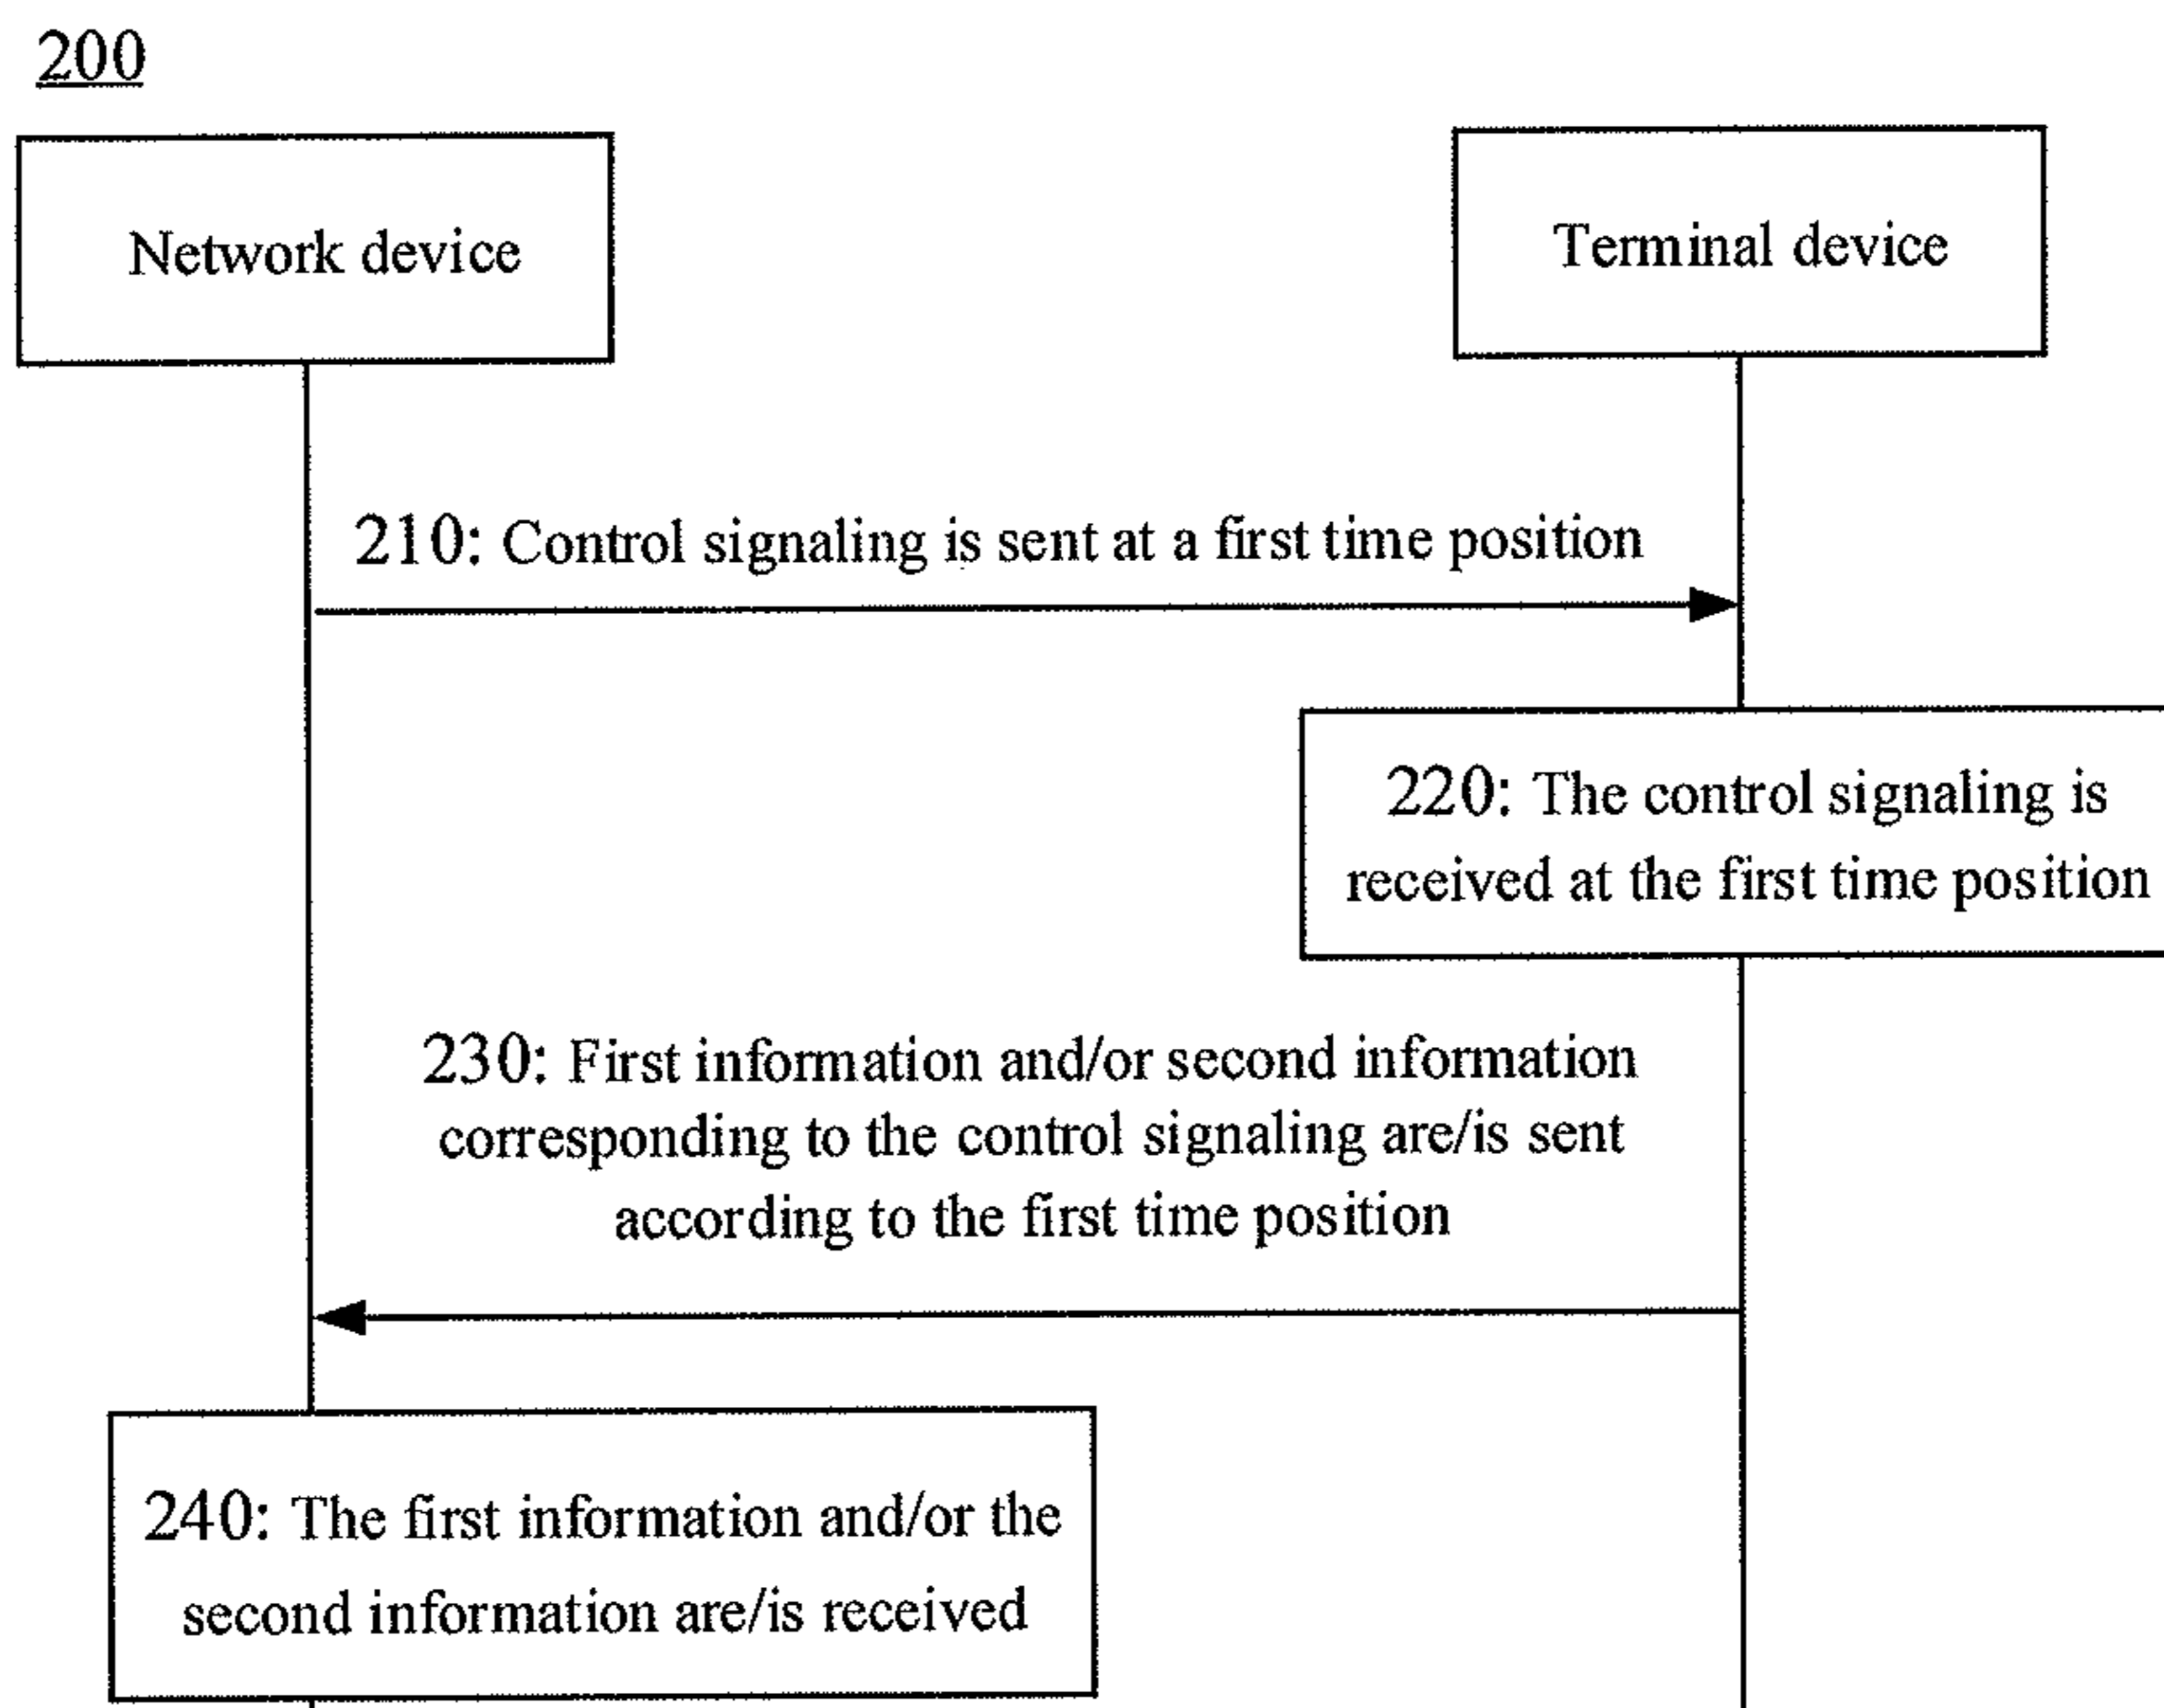 200
Network device
Terminal device
210: Control signaling is sent at a first time position
220: The control signaling is
received at the first time position
230: First information and/or second information
corresponding to the control signaling are/is sent
according to the first time position
240: The first information and/or the
second information are/is received